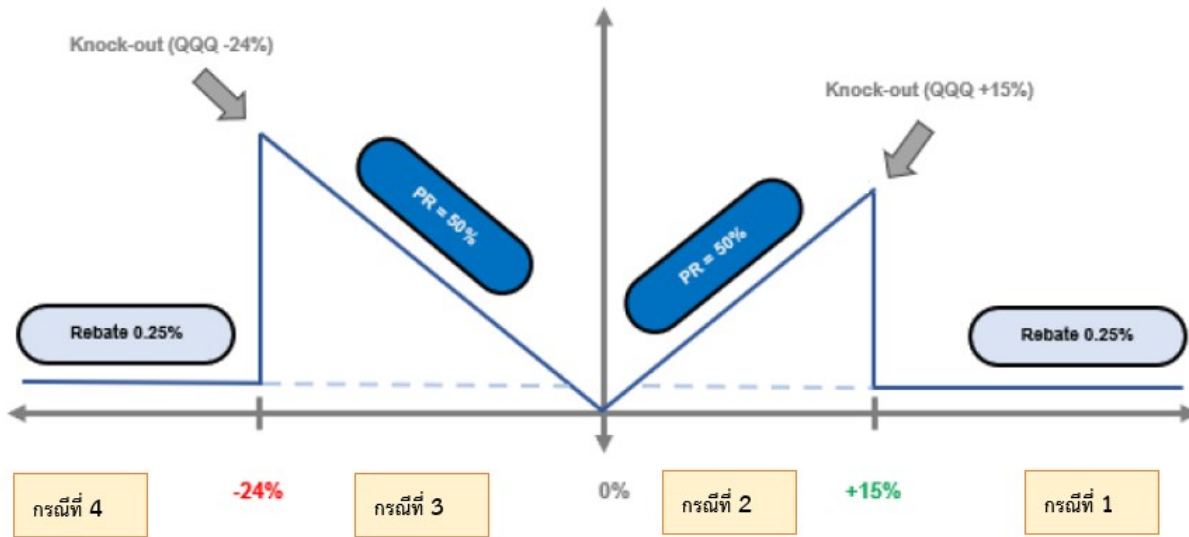 Knock-out (QQQ -24%)
Knock-out (QQQ +15%)
PR = 50%
PR = 50%
Rebate 0.25%
Rebate 0.25%
-24%
0%
+15%
กรณีที่ 4
กรณีที่ 3
กรณีที่ 2
กรณีที่ 1